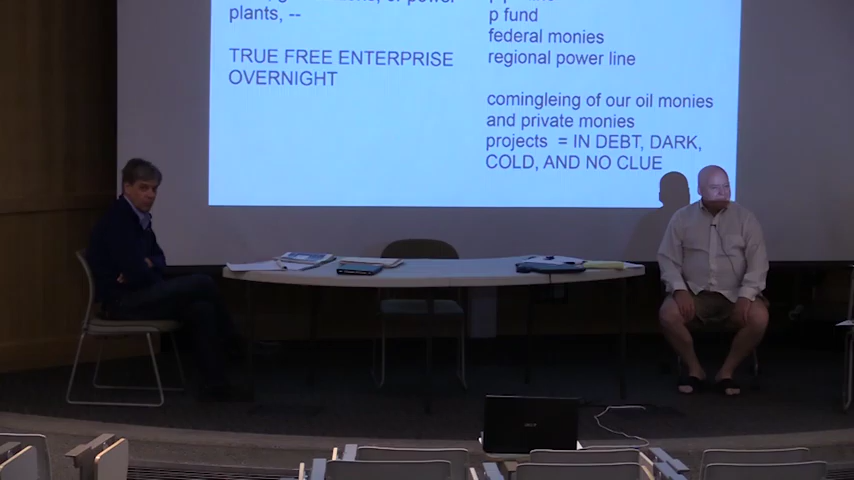 plants, --
TRUE FREE ENTERPRISE
OVERNIGHT
p fund
federal monies
regional power line
comingleing of our oil monies
and private monies
projects = IN DEBT, DARK,
COLD, AND NO CLUE
acer